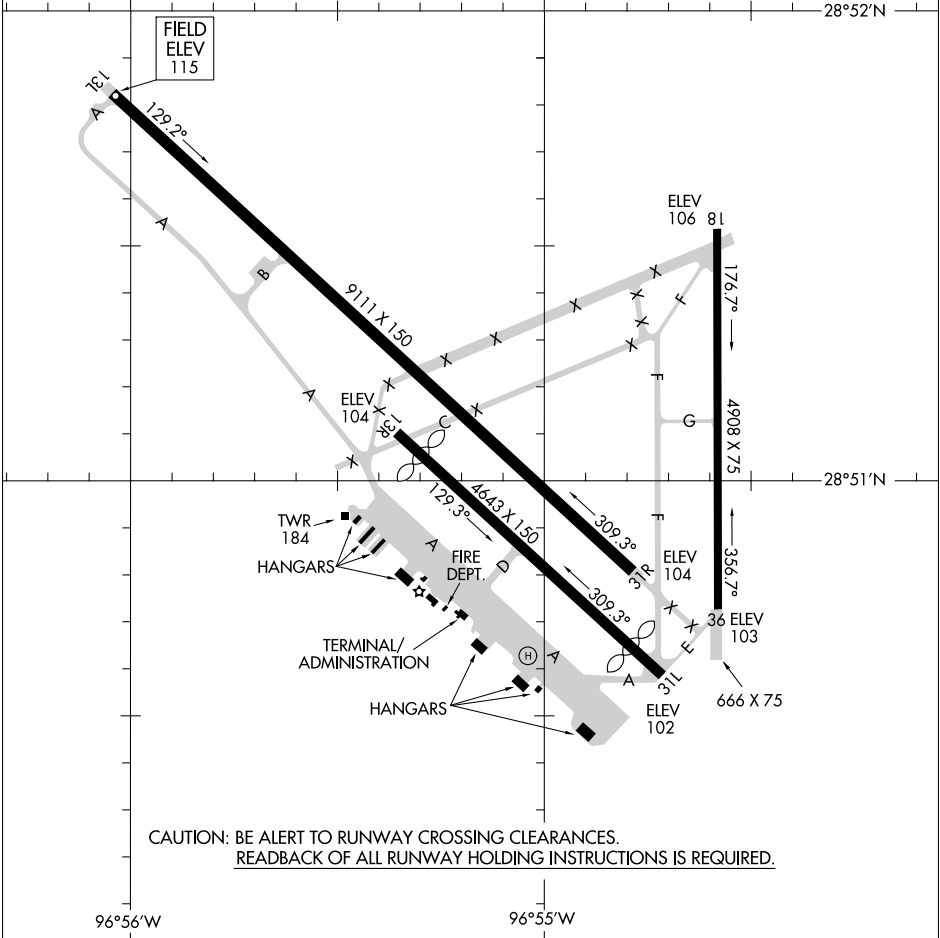 28°52'N
FIELD
ELEV
115
13L
A
129.2°
ELEV
106
18
A
B
X
X
F
176.7°
9111 X 150
X
X
X
X
X
F
A
X
ELEV
104
X
13R
C
X
G
4908 X 75
X
28°51'N
4643 X 150
129.3°
309.3°
F
TWR
184
A
HANGARS
FIRE
DEPT.
D
31R
ELEV
104
356.7°
309.3°
X
X
36
ELEV
103
E
TERMINAL/
ADMINISTRATION
H
A
A
31L
666 X 75
HANGARS
ELEV
102
CAUTION: BE ALERT TO RUNWAY CROSSING CLEARANCES.
READBACK OF ALL RUNWAY HOLDING INSTRUCTIONS IS REQUIRED.
96°56'W
96°55'W